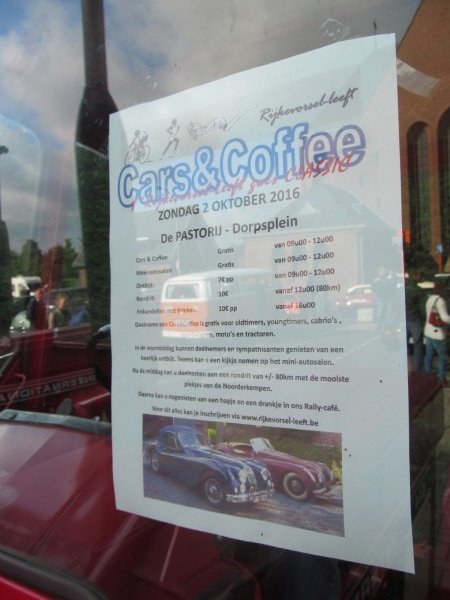 Rijkevorsel-leeft
Cars&Coffee
Rijkevorsel-leeft goes CLASSIC
ZONDAG 2 OKTOBER 2016
De PASTORIJ - Dorpsplein
Cars & Coffee: Gratis van 09u00 - 12u00
Mini-autosalon: Gratis van 09u00 - 12u00
Ontbijt: 7€ pp van 09u00 - 12u00
Rondrit: 10€ vanaf 12u00 (80km)
Frikandellen met Krieken: 10€ pp vanaf 16u00
Deelname aan Cars&Coffee is gratis voor oldtimers, youngtimers, cabrio's ,
moto's en tractoren.
In de voormiddag kunnen deelnemers en sympathisanten genieten van een
heerlijk ontbijt. Tevens kan u een kijkje nemen op het mini-autosalon.
Na de middag kan u deelnemen aan een rondrit van +/- 80km met de mooiste
plekjes van de Noorderkempen.
Daarna kan u nagenieten van een hapje en een drankje in ons Rally-café.
Voor dit alles kan je inschrijven via www.rijkevorsel-leeft.be
INTERNATIONAL